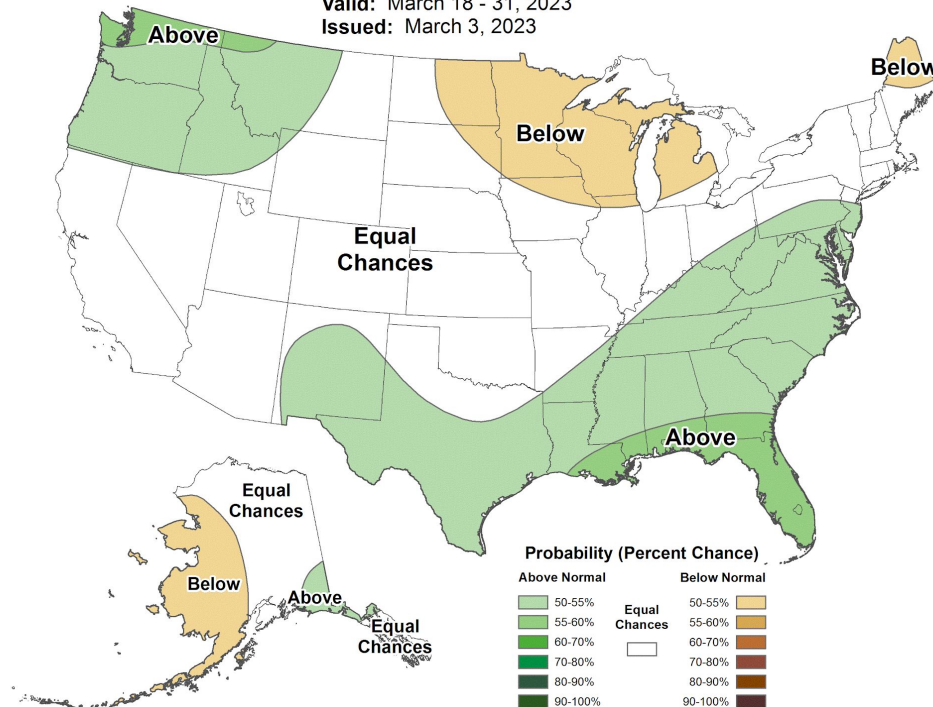 Valid: March 18 - 31, 2023
Issued: March 3, 2023
Above
Below
Below
Equal
Chances
Above
Equal
Chances
Below
Above
Equal
Chances
Probability (Percent Chance)
Above Normal
Below Normal
50-55%
55-60%
60-70%
70-80%
80-90%
90-100%
Equal
Chances
50-55%
55-60%
60-70%
70-80%
80-90%
90-100%